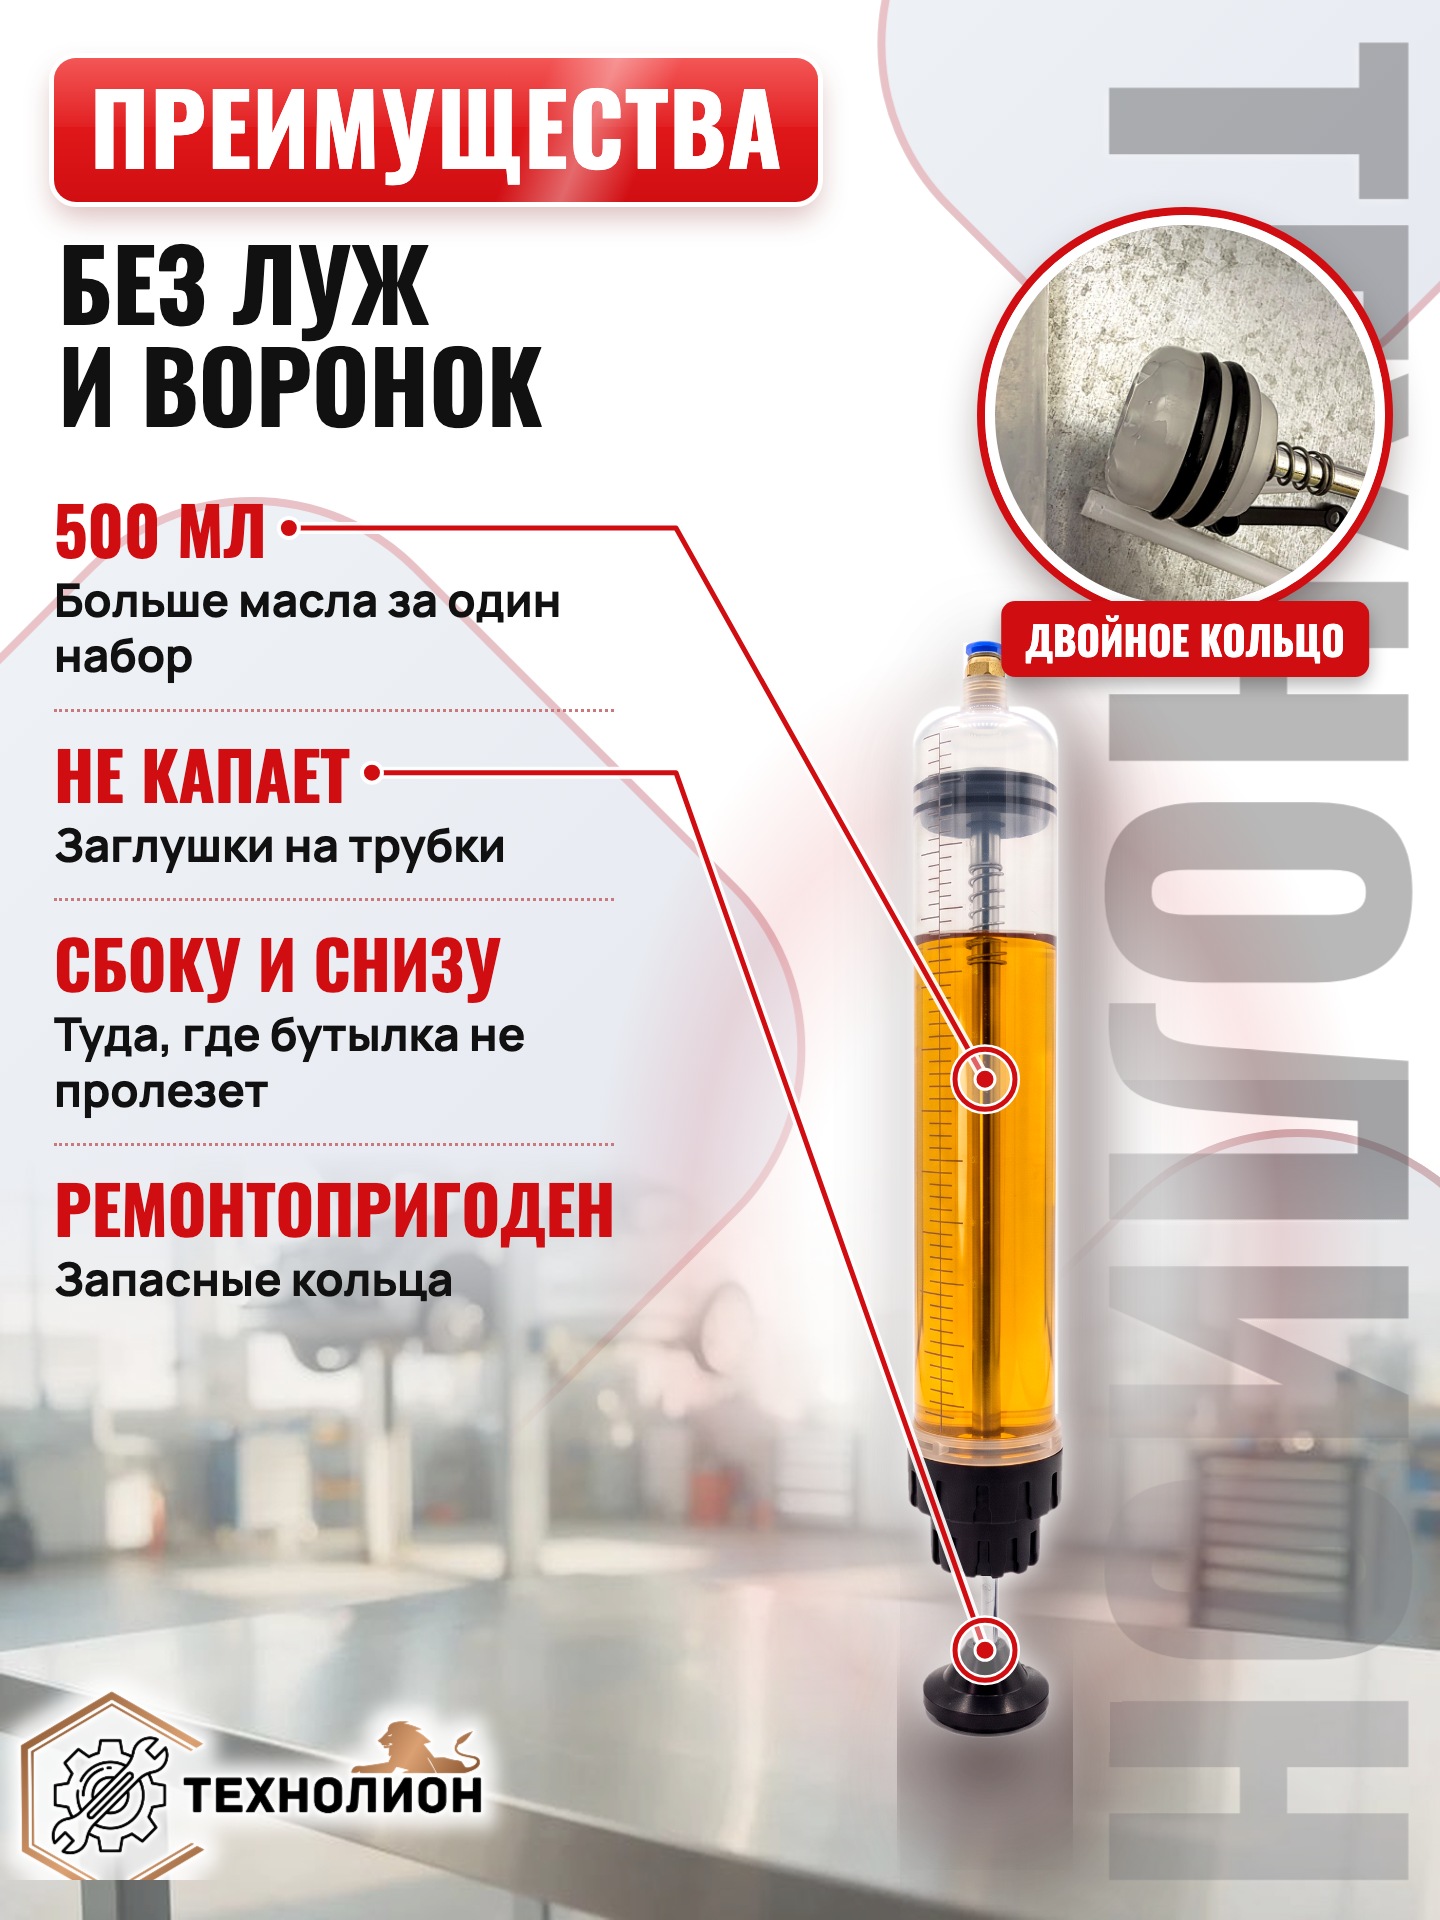 ПРЕИМУЩЕСТВА
БЕЗ ЛУЖ
И ВОРОНОК
500 МЛ
Больше масла за один
набор
НЕ КАПАЕТ
Заглушки на трубки
СБОКУ И СНИЗУ
Туда, где бутылка не
пролезет
РЕМОНТОПРИГОДЕН
Запасные кольца
ДВОЙНОЕ КОЛЬЦО
ТЕХНОЛИОН